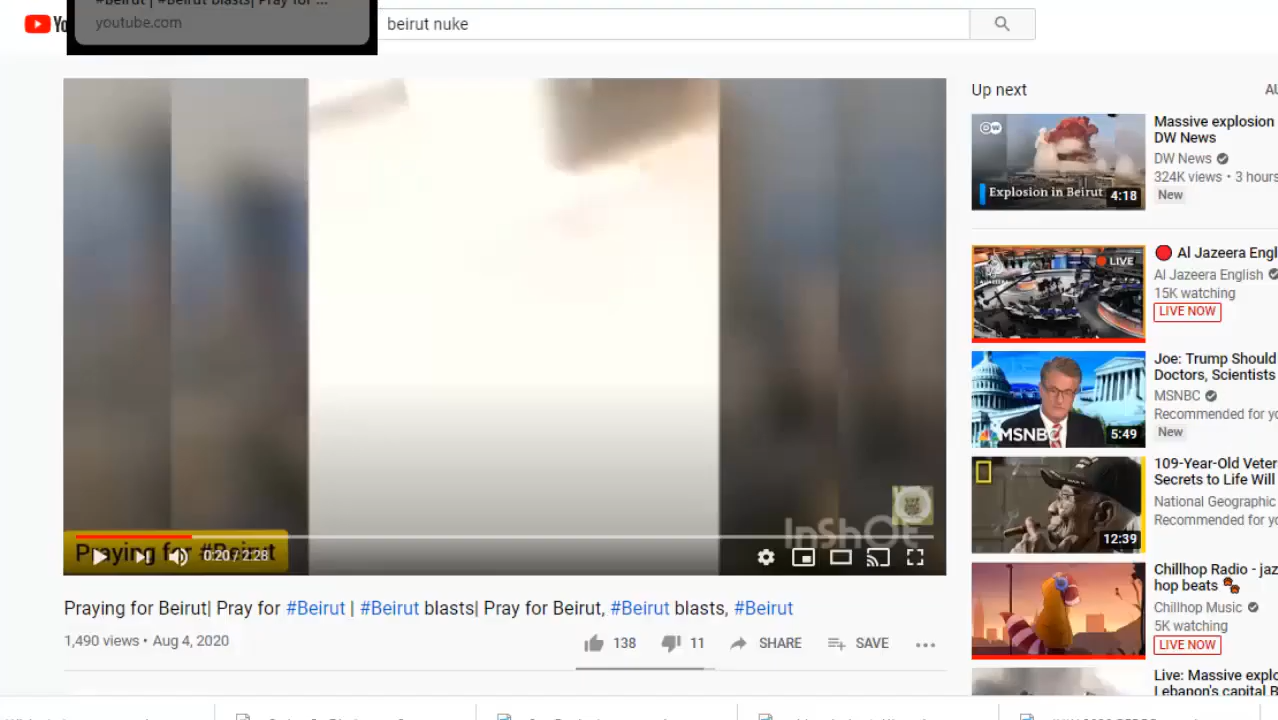 #Beirut | #Beirut blasts| Pray for ...
youtube.com
beirut nuke
Praying for #Beirut
0:20 / 2:28
InShOt
Praying for Beirut| Pray for #Beirut | #Beirut blasts| Pray for Beirut, #Beirut blasts, #Beirut
1,490 views • Aug 4, 2020
138
11
SHARE
SAVE
Up next
Explosion in Beirut
4:18
Massive explosion
DW News
DW News
324K views • 3 hours
New
LIVE
Al Jazeera Engl
Al Jazeera English
15K watching
LIVE NOW
MSNBC
5:49
Joe: Trump Should
Doctors, Scientists
MSNBC
Recommended for yo
New
12:39
109-Year-Old Veter
Secrets to Life Will
National Geographic
Recommended for yo
Chillhop Radio - jaz
hop beats
Chillhop Music
5K watching
LIVE NOW
Live: Massive explo
Lebanon's capital B